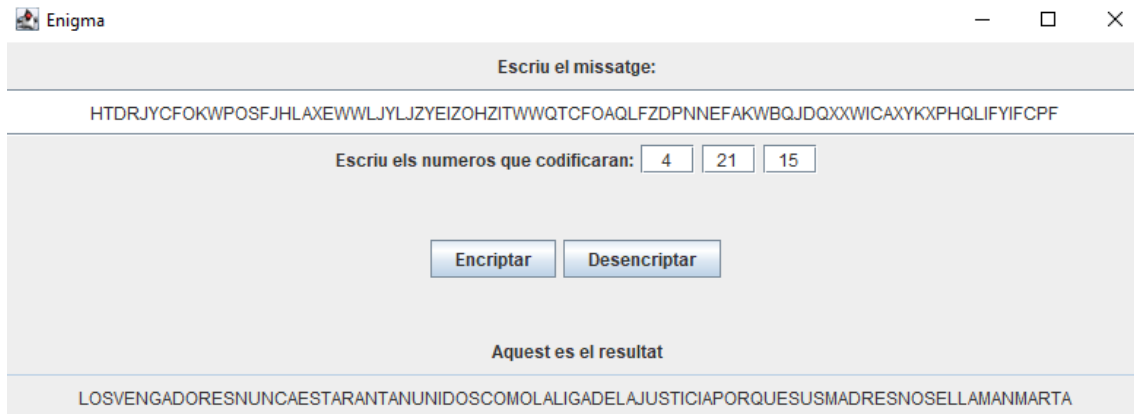 Enigma
Escriu el missatge:
HTDRJYCFOKWPOSFJHLAXEWWLJYLJZYEIZOHZITWWQTCFOAQLFZDPNNEFAKWBQJDQXXWICAXYKXPHQLIFYIFCPF
Escriu els numeros que codificaran: 4 21 15
Encriptar Desencriptar
Aquest es el resultat
LOSVENGADORESNUNCAESTARANTANUNIDOSCOMOLALIGADELAJUSTICIAPORQUESUSMADRESNOSELLAMANMARTA